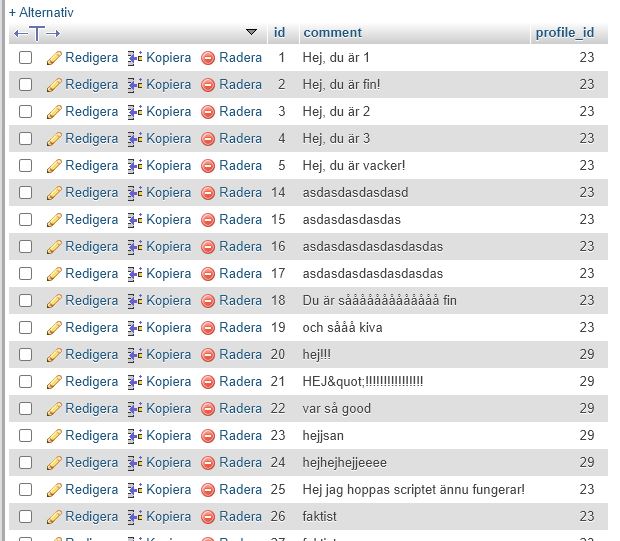 + Alternativ
id comment profile_id
Redigera Kopiera Radera 1 Hej, du är 1 23
Redigera Kopiera Radera 2 Hej, du är fin! 23
Redigera Kopiera Radera 3 Hej, du är 2 23
Redigera Kopiera Radera 4 Hej, du är 3 23
Redigera Kopiera Radera 5 Hej, du är vacker! 23
Redigera Kopiera Radera 14 asdasdasdasdasd 23
Redigera Kopiera Radera 15 asdasdasdasdas 23
Redigera Kopiera Radera 16 asdasdasdasdasdasdas 23
Redigera Kopiera Radera 17 asdasdasdasdasdasdas 23
Redigera Kopiera Radera 18 Du är sååååååååååååå fin 23
Redigera Kopiera Radera 19 och sååå kiva 23
Redigera Kopiera Radera 20 hej!!! 29
Redigera Kopiera Radera 21 HEJ&quot;!!!!!!!!!!!!!!!! 29
Redigera Kopiera Radera 22 var så good 29
Redigera Kopiera Radera 23 hejjsan 29
Redigera Kopiera Radera 24 hejhejhejjeeee 29
Redigera Kopiera Radera 25 Hej jag hoppas scriptet ännu fungerar! 23
Redigera Kopiera Radera 26 faktist 23